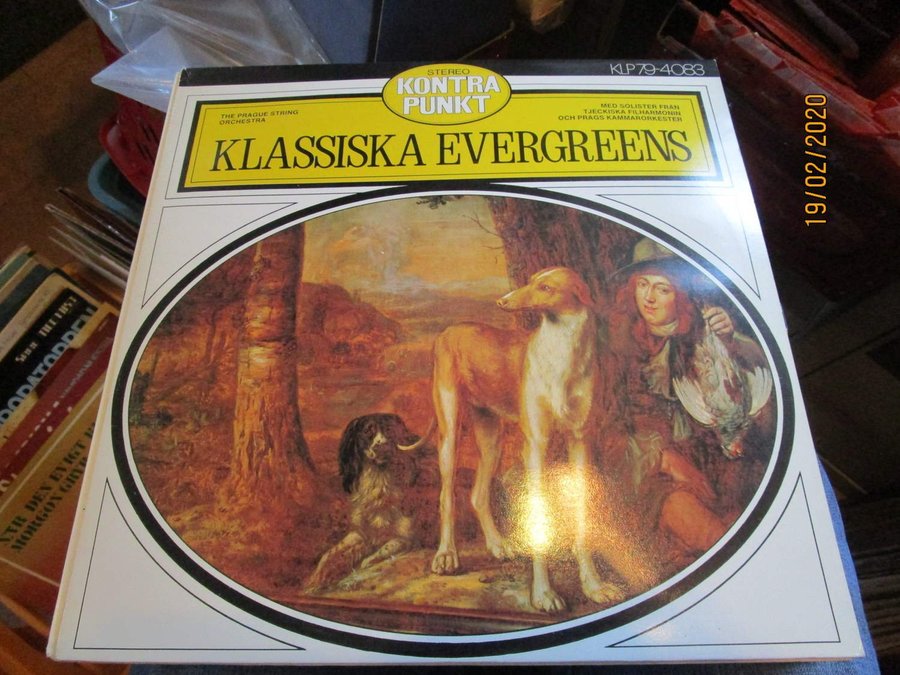 KLP 79-4083
STEREO
KONTRA
PUNKT
THE PRAGUE STRING
ORCHESTRA
MED SOLISTER FRÅN
TJECKISKA FILHARMONIN
OCH PRAGS KAMMARORKESTER
KLASSISKA EVERGREENS
19/02/2020
MORGON